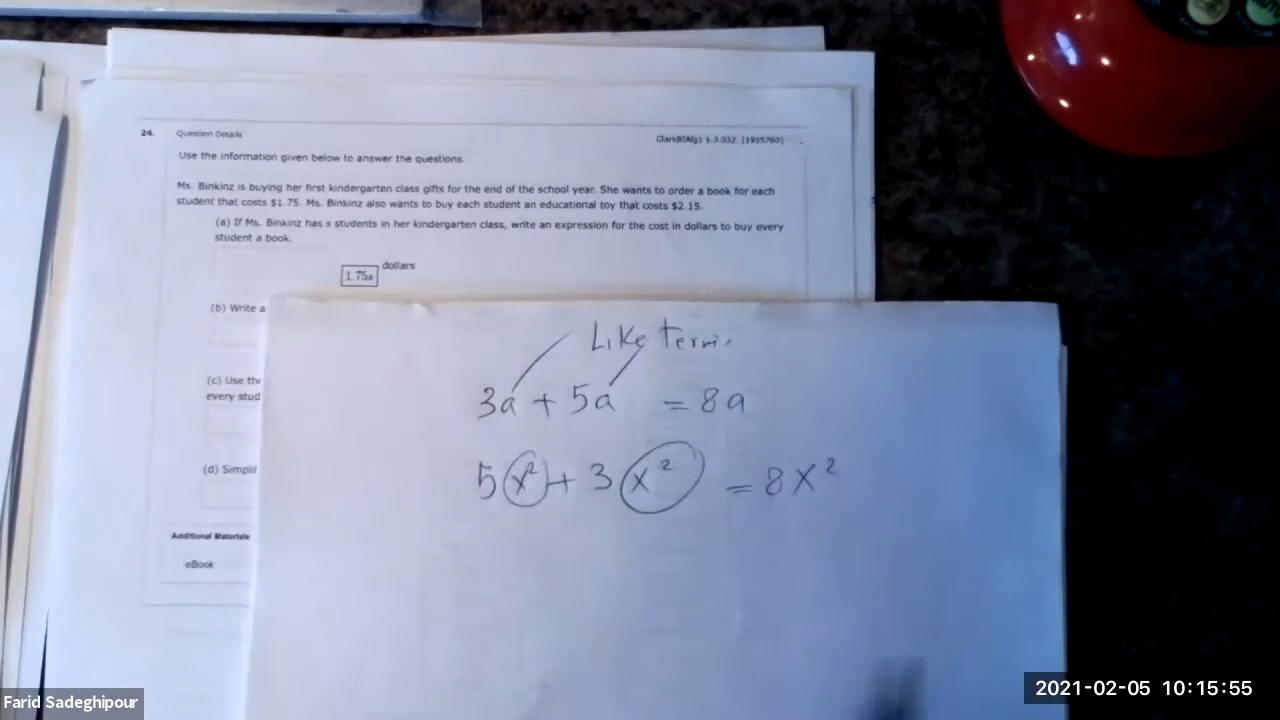 24. Question Details ClarkBIAlg1 1.3.032. [1955760]
Use the information given below to answer the questions.
Ms. Binkinz is buying her first kindergarten class gifts for the end of the school year. She wants to order a book for each
student that costs $1.75. Ms. Binkinz also wants to buy each student an educational toy that costs $2.15.
(a) If Ms. Binkinz has s students in her kindergarten class, write an expression for the cost in dollars to buy every
student a book.
1.75s dollars
(b) Write a
(c) Use the
every stud
(d) Simplif
Additional Materials
eBook
Like Terms
3a + 5a = 8a
5x² + 3x² = 8x²
Farid Sadeghipour
2021-02-05 10:15:55